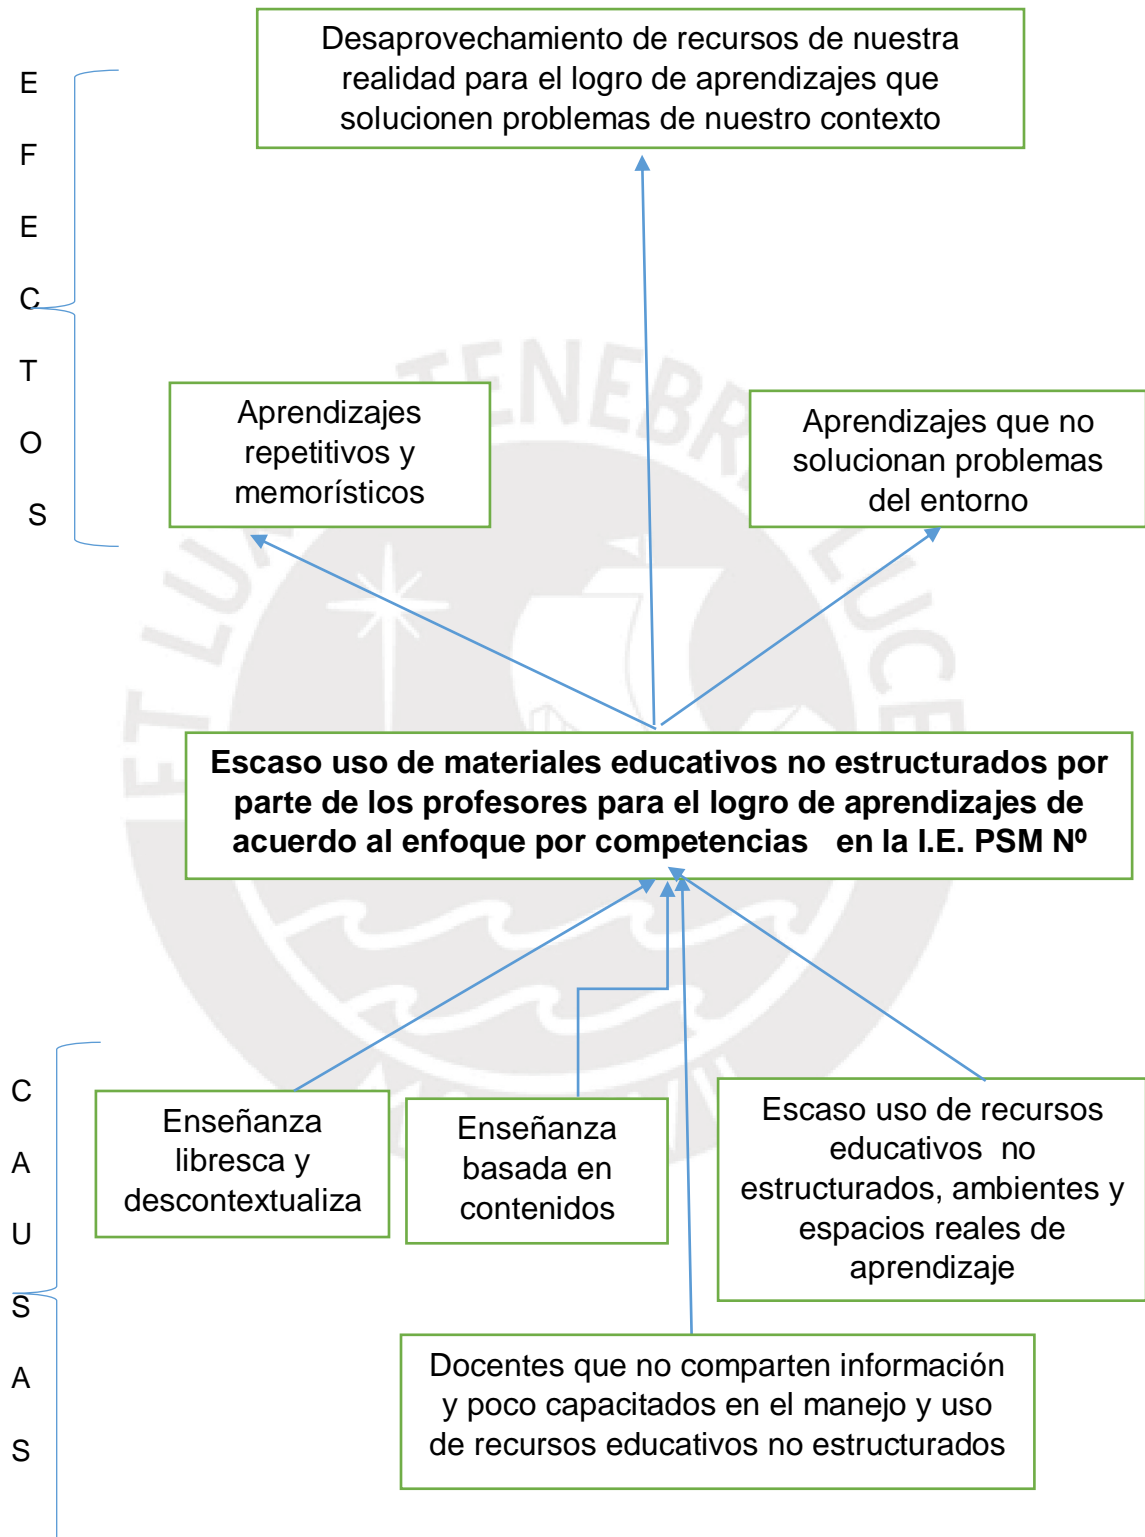 Desaprovechamiento de recursos de nuestra
realidad para el logro de aprendizajes que
solucionen problemas de nuestro contexto
E
F
E
C
T
O
S
Aprendizajes
repetitivos y
memorísticos
Aprendizajes que no
solucionan problemas
del entorno
Escaso uso de materiales educativos no estructurados por
parte de los profesores para el logro de aprendizajes de
acuerdo al enfoque por competencias en la I.E. PSM Nº
C
A
U
S
A
S
Enseñanza
libresca y
descontextualiza
Enseñanza
basada en
contenidos
Escaso uso de recursos
educativos no
estructurados, ambientes y
espacios reales de
aprendizaje
Docentes que no comparten información
y poco capacitados en el manejo y uso
de recursos educativos no estructurados